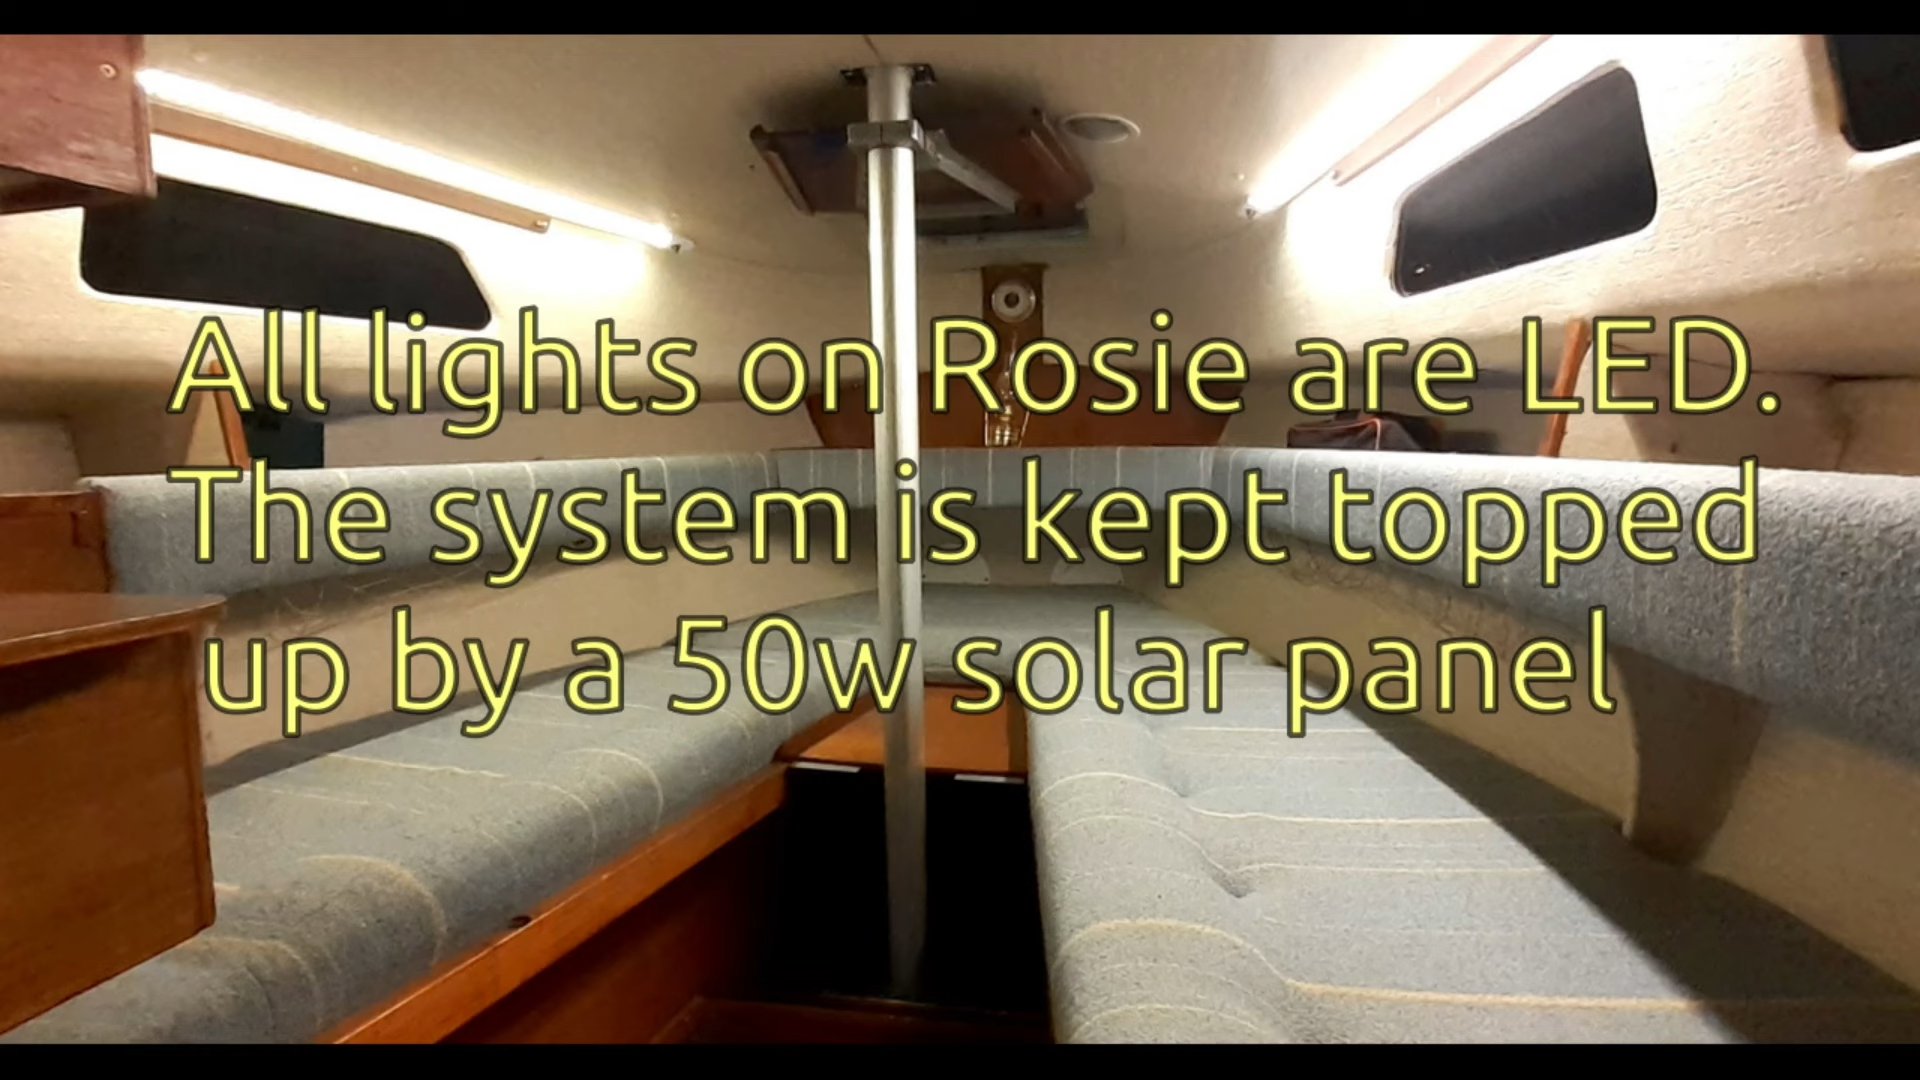 All lights on Rosie are LED.
The system is kept topped
up by a 50w solar panel